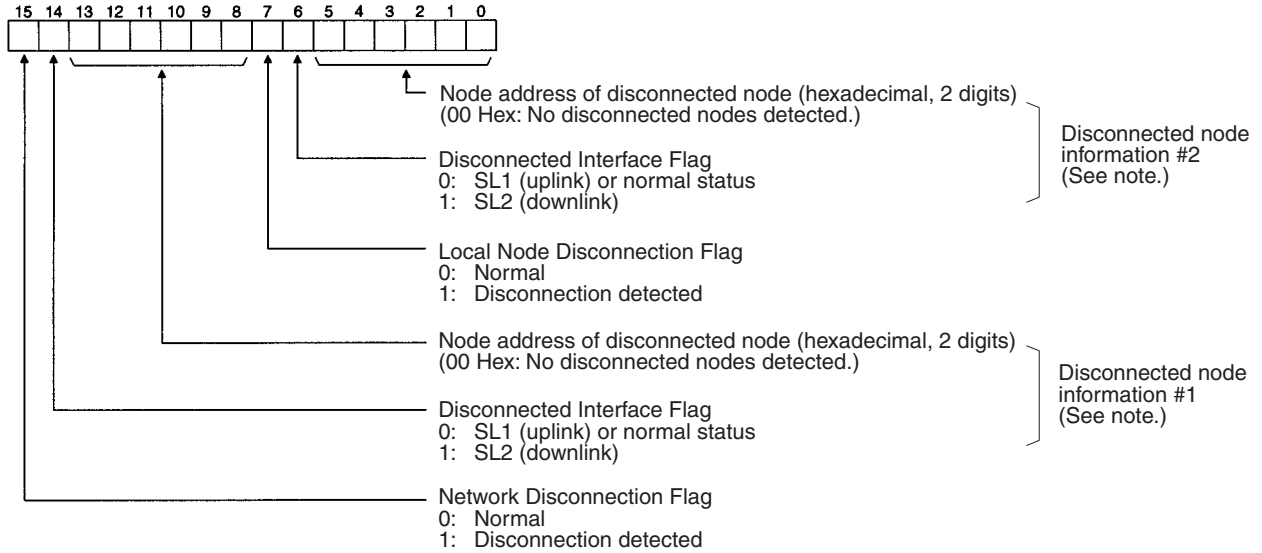 15 14 13 12 11 10 9 8 7 6 5 4 3 2 1 0
Node address of disconnected node (hexadecimal, 2 digits)
(00 Hex: No disconnected nodes detected.)
Disconnected Interface Flag
0: SL1 (uplink) or normal status
1: SL2 (downlink)
Disconnected node
information #2
(See note.)
Local Node Disconnection Flag
0: Normal
1: Disconnection detected
Node address of disconnected node (hexadecimal, 2 digits)
(00 Hex: No disconnected nodes detected.)
Disconnected Interface Flag
0: SL1 (uplink) or normal status
1: SL2 (downlink)
Disconnected node
information #1
(See note.)
Network Disconnection Flag
0: Normal
1: Disconnection detected